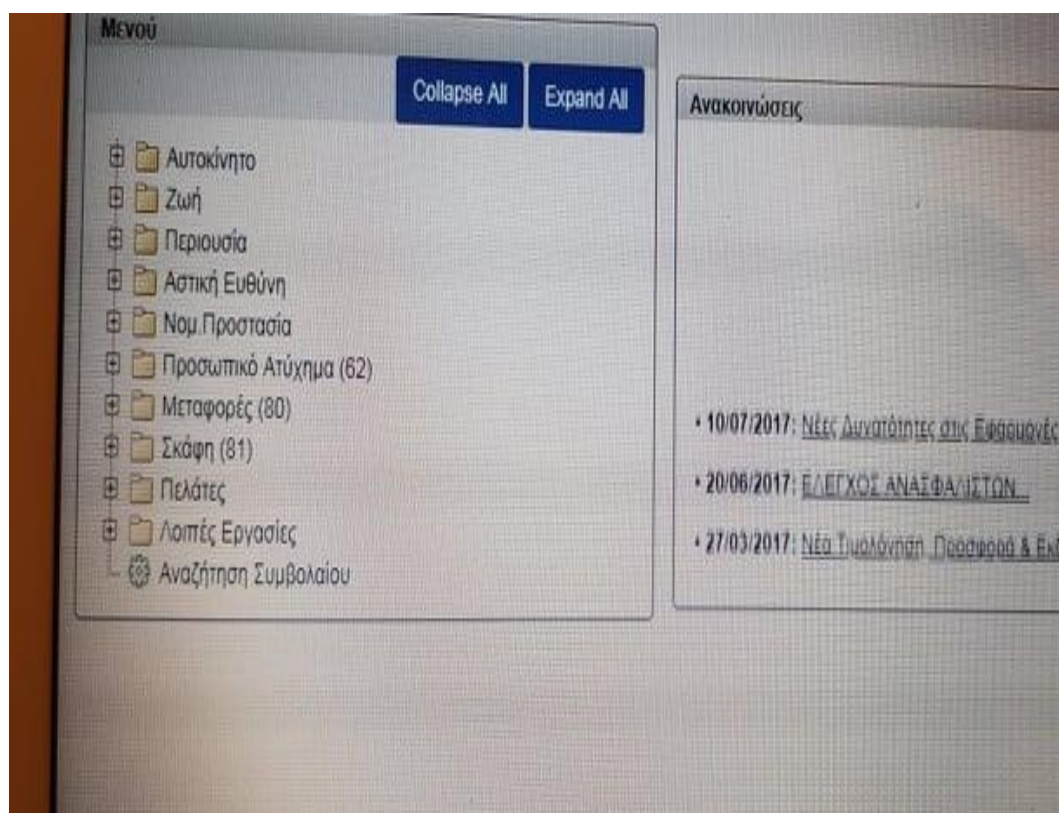 Μενού
Collapse All
Expand All
Αυτοκίνητο
Ζωή
Περιουσία
Αστική Ευθύνη
Νομ.Προστασία
Προσωπικό Ατύχημα (62)
Μεταφορές (80)
Σκάφη (81)
Πελάτες
Λοιπές Εργασίες
Αναζήτηση Συμβολαίου
Ανακοινώσεις
• 10/07/2017: Νέες Δυνατότητες στις Εφαρμογές
• 20/06/2017: ΕΛΕΓΧΟΣ ΑΝΑΣΦΑΛΙΣΤΩΝ...
• 27/03/2017: Νέα Τιμολόγηση, Προσφορά &